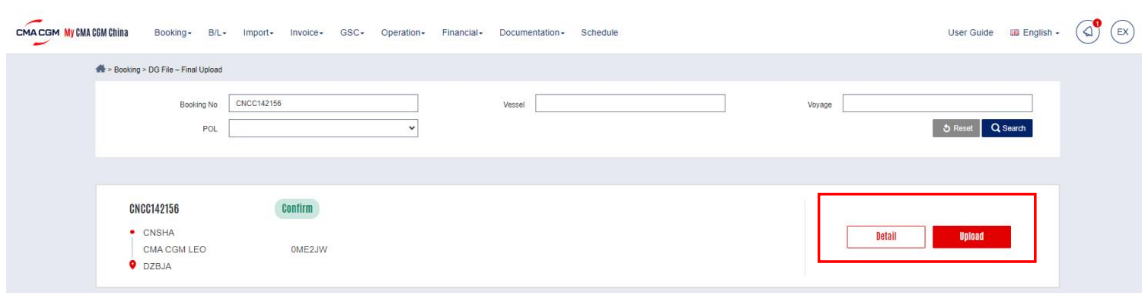 CMA CGM My CMA CGM China Booking B/L Import Invoice GSC Operation Financial Documentation Schedule User Guide English 1 EX
> Booking > DG File – Final Upload
Booking No CNCC142156 Vessel Voyage
POL Reset Search
CNCC142156 Confirm
CNSHA
Detail Upload
CMA CGM LEO 0ME2JW
DZBJA